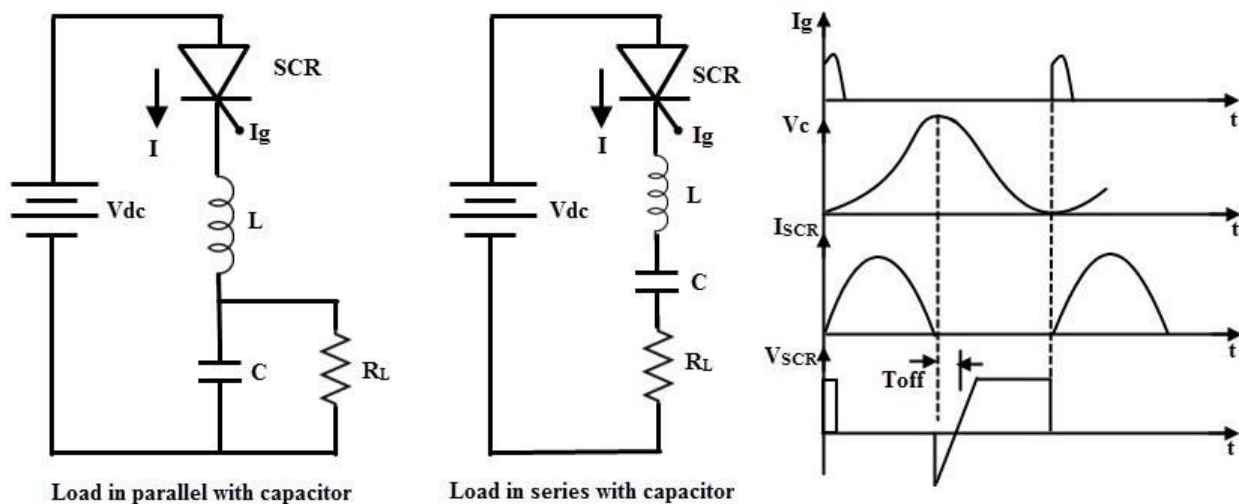 SCR
I
Ig
Vdc
L
C
RL
Load in parallel with capacitor
SCR
I
Ig
Vdc
L
C
RL
Load in series with capacitor
Ig
t
Vc
t
ISCR
t
VSCR
Toff
t